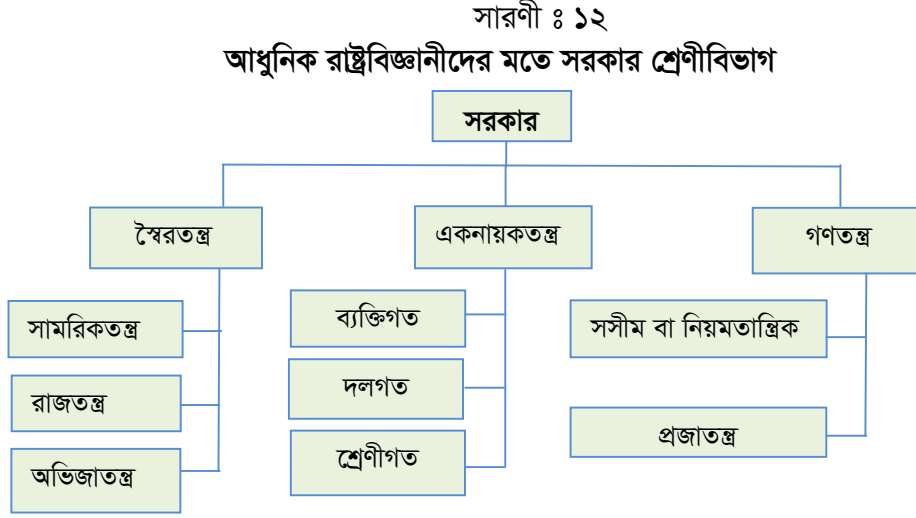 সারণী ঃ ১২
আধুনিক রাষ্ট্রবিজ্ঞানীদের মতে সরকার শ্রেণীবিভাগ
সরকার
স্বৈরতন্ত্র
একনায়কতন্ত্র
গণতন্ত্র
সামরিকতন্ত্র
রাজতন্ত্র
অভিজাতন্ত্র
ব্যক্তিগত
দলগত
শ্রেণীগত
সসীম বা নিয়মতান্ত্রিক
প্রজাতন্ত্র